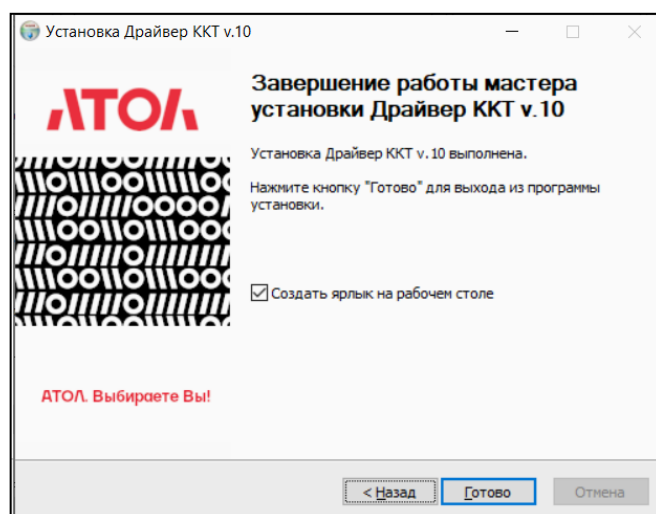 Установка Драйвер ККТ v.10
АТОЛ
Завершение работы мастера
установки Драйвер ККТ v.10
Установка Драйвер ККТ v.10 выполнена.
Нажмите кнопку "Готово" для выхода из программы
установки.
Создать ярлык на рабочем столе
АТОЛ. Выбираете Вы!
< Назад
Готово
Отмена